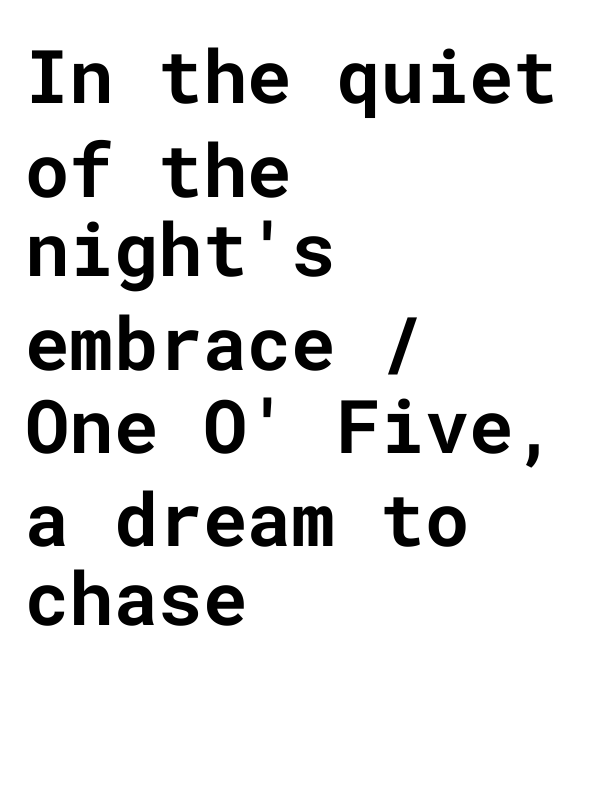 In the quiet
of the
night's
embrace /
One O' Five,
a dream to
chase